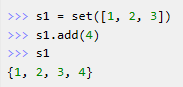 >>> s1 = set([1, 2, 3])
>>> s1.add(4)
>>> s1
{1, 2, 3, 4}